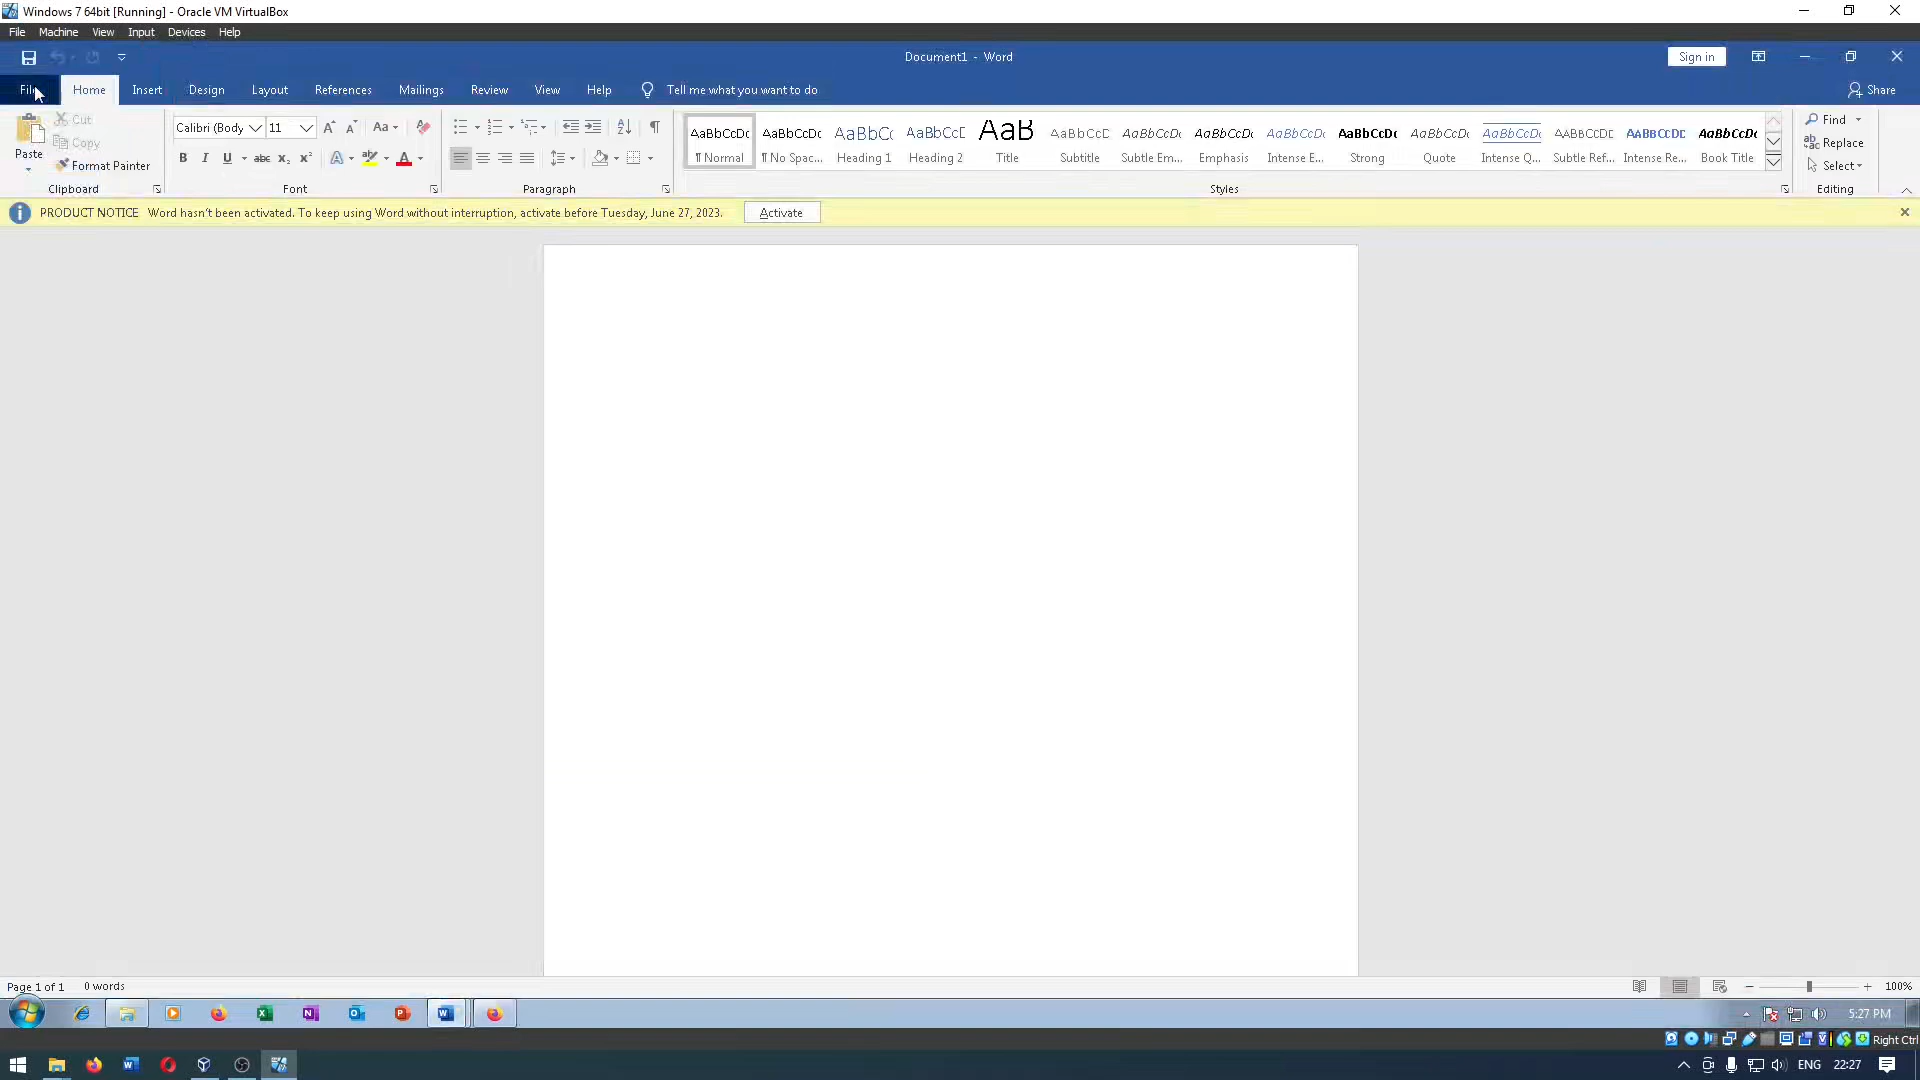 Windows 7 64bit [Running] - Oracle VM VirtualBox
File Machine View Input Devices Help
Document1 - Word
Sign in
File Home Insert Design Layout References Mailings Review View Help Tell me what you want to do
Share
Paste
Cut
Copy
Format Painter
Clipboard
Calibri (Body 11
Font
Paragraph
AaBbCcDc AaBbCcDc AaBbCc AaBbCcD AaB AaBbCcD AaBbCcDc AaBbCcDc AaBbCcDc AaBbCcDc AaBbCcDc AaBbCcDc AABBCCDD AABBCCDD AaBbCcDc
¶ Normal ¶ No Spac... Heading 1 Heading 2 Title Subtitle Subtle Em... Emphasis Intense E... Strong Quote Intense Q... Subtle Ref... Intense Re... Book Title
Styles
Find
Replace
Select
Editing
PRODUCT NOTICE Word hasn't been activated. To keep using Word without interruption, activate before Tuesday, June 27, 2023. Activate
Page 1 of 1 0 words
100%
5:27 PM
Right Ctrl
ENG 22:27